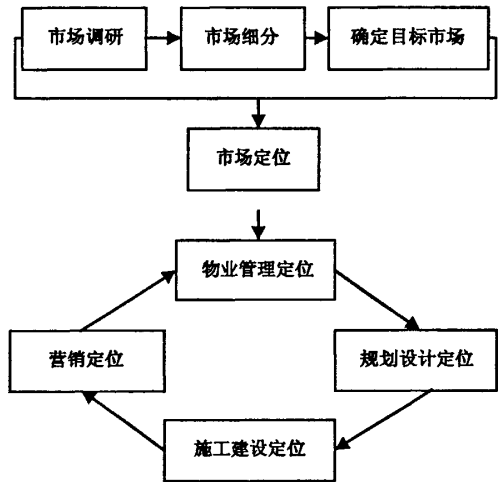 市场调研
市场细分
确定目标市场
市场定位
物业管理定位
营销定位
规划设计定位
施工建设定位